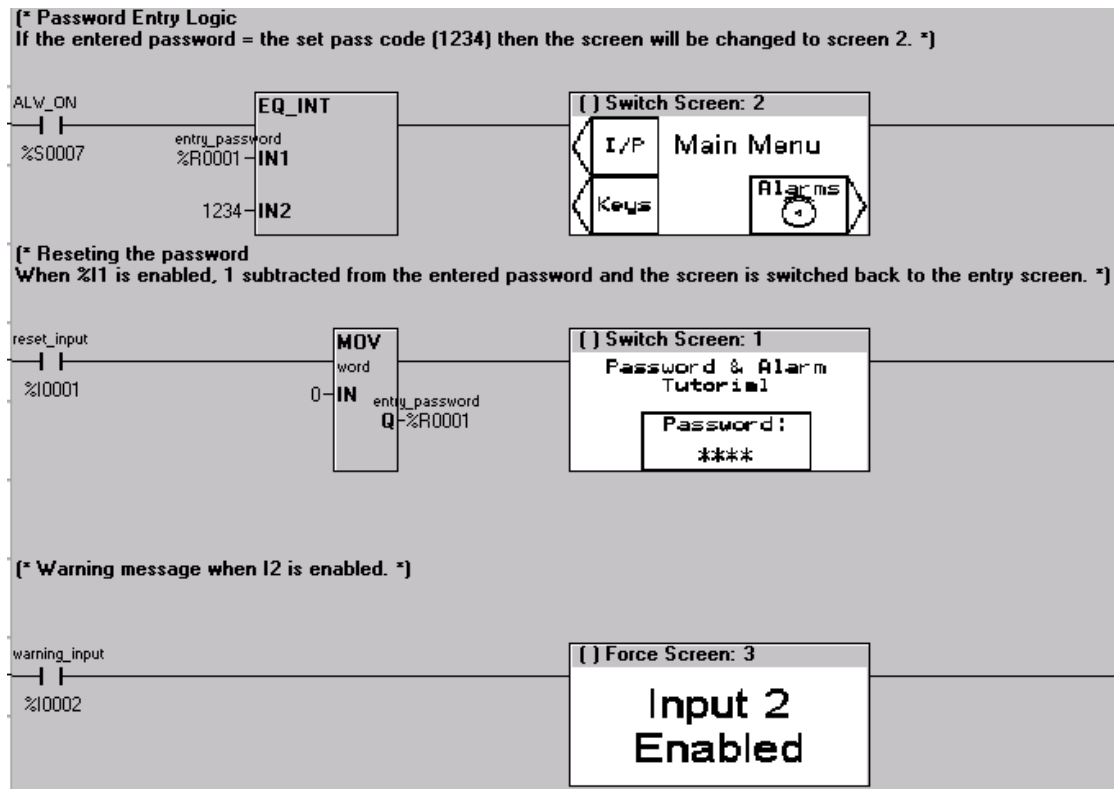 (* Password Entry Logic
If the entered password = the set pass code (1234) then the screen will be changed to screen 2. *)
ALW_ON
%S0007
EQ_INT
entry_password
%R0001 IN1
1234 IN2
( ) Switch Screen: 2
I/P Main Menu
Keys Alarms
(* Reseting the password
When %I1 is enabled, 1 subtracted from the entered password and the screen is switched back to the entry screen. *)
reset_input
%I0001
MOV
word
0 IN
entry_password
Q %R0001
( ) Switch Screen: 1
Password & Alarm
Tutorial
Password:
****
(* Warning message when I2 is enabled. *)
warning_input
%I0002
( ) Force Screen: 3
Input 2
Enabled